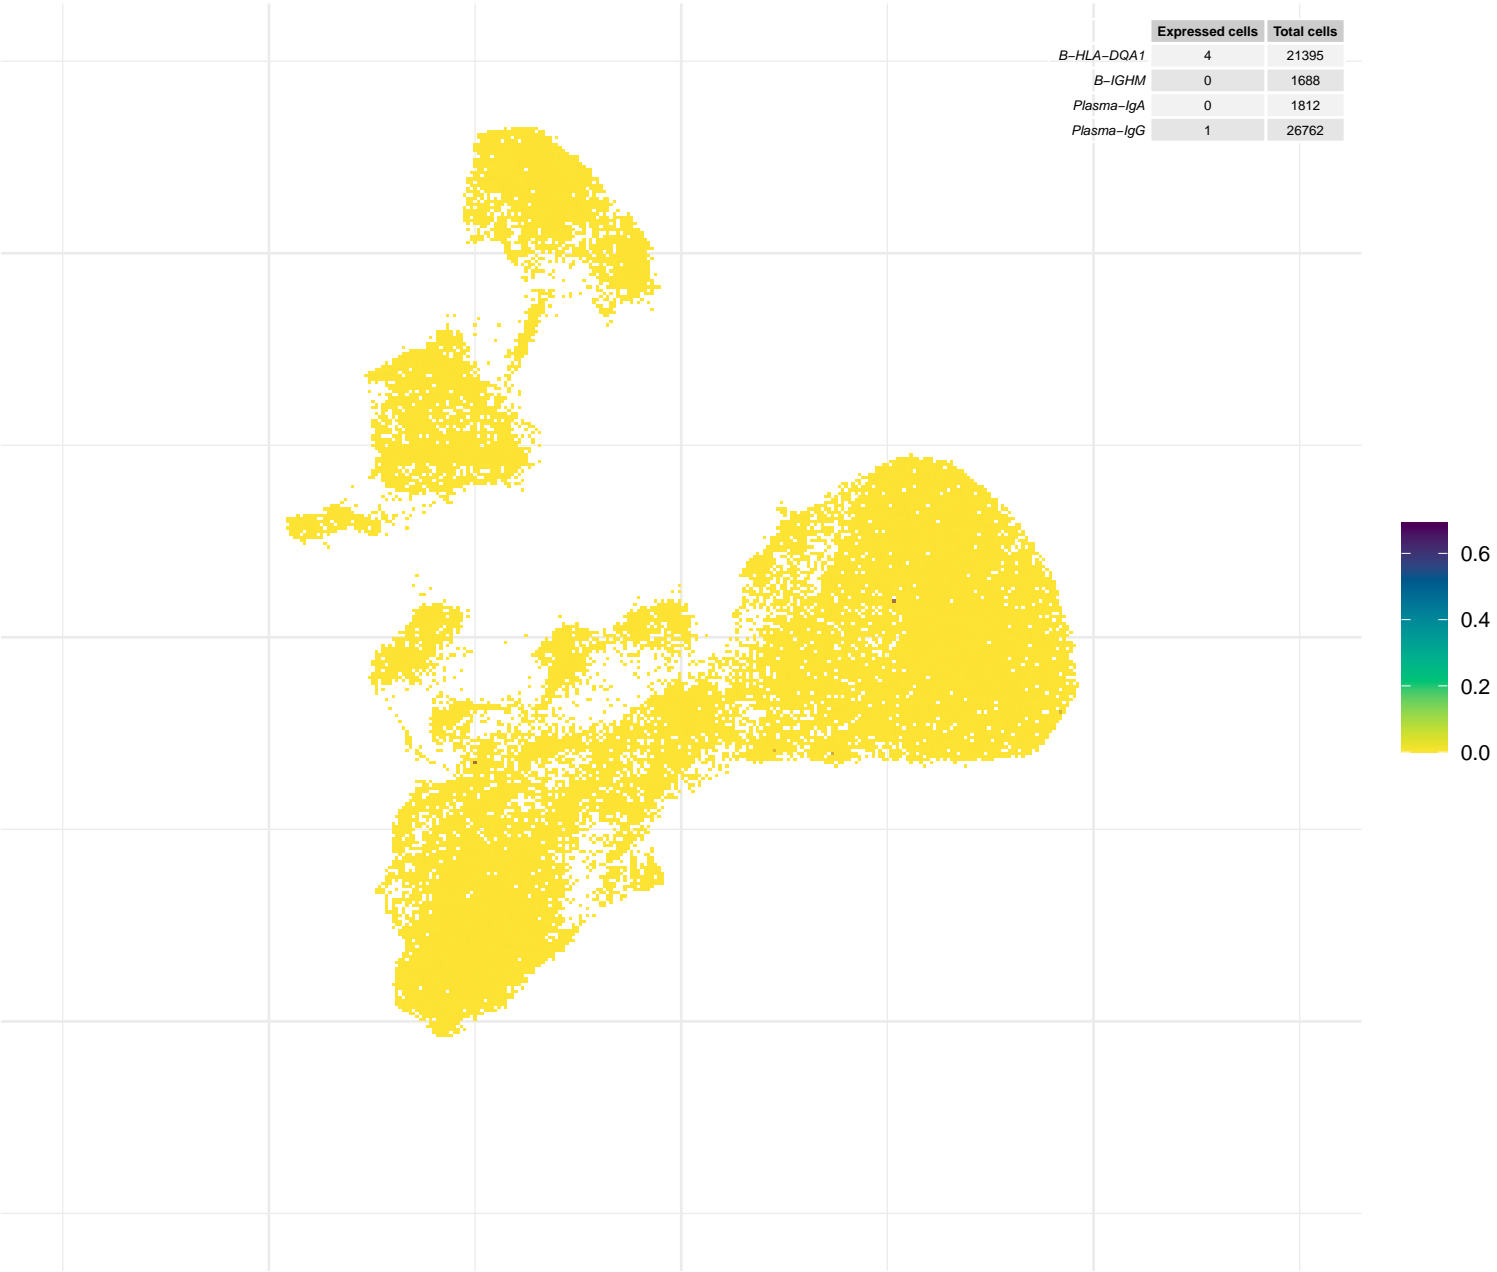 Expressed cells Total cells
B−HLA−DQA1 4 21395
B−IGHM 0 1688
Plasma−IgA 0 1812
Plasma−IgG 1 26762
0.6
0.4
0.2
0.0